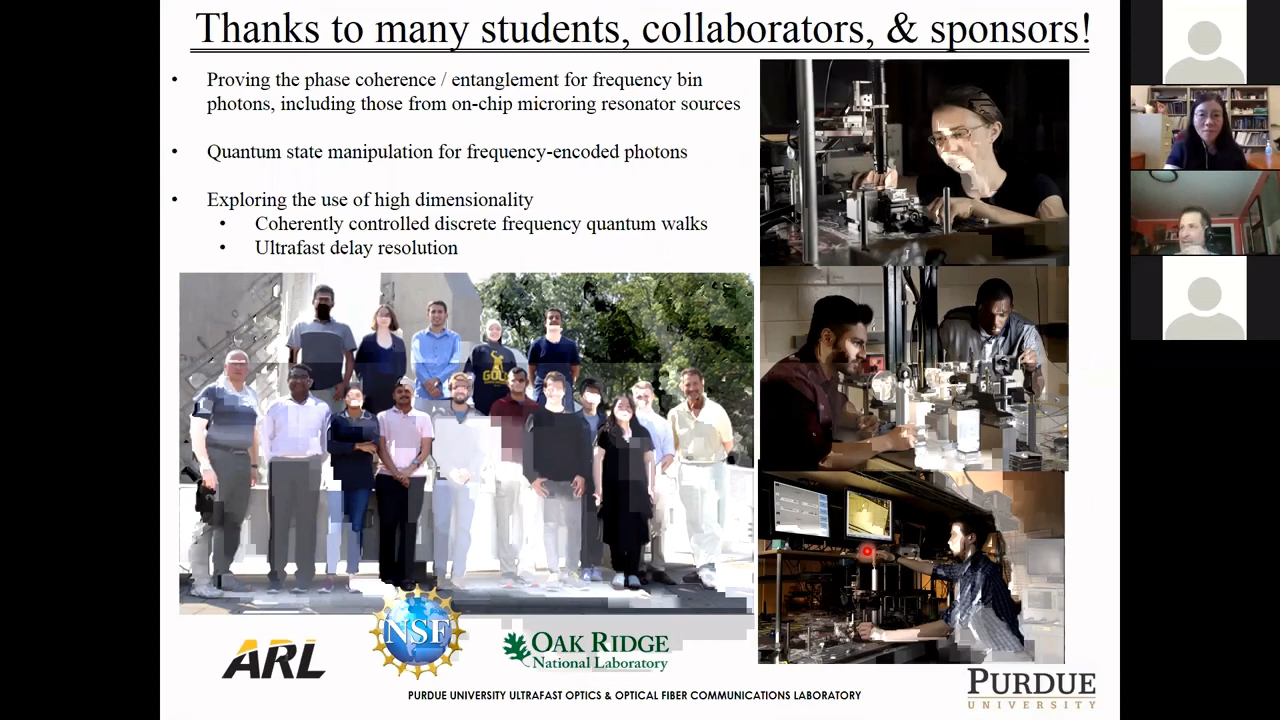 Thanks to many students, collaborators, & sponsors!
• Proving the phase coherence / entanglement for frequency bin
photons, including those from on-chip microring resonator sources
• Quantum state manipulation for frequency-encoded photons
• Exploring the use of high dimensionality
• Coherently controlled discrete frequency quantum walks
• Ultrafast delay resolution
GOLD
ARL
NSF
OAK RIDGE
National Laboratory
PURDUE UNIVERSITY ULTRAFAST OPTICS & OPTICAL FIBER COMMUNICATIONS LABORATORY
PURDUE
UNIVERSITY